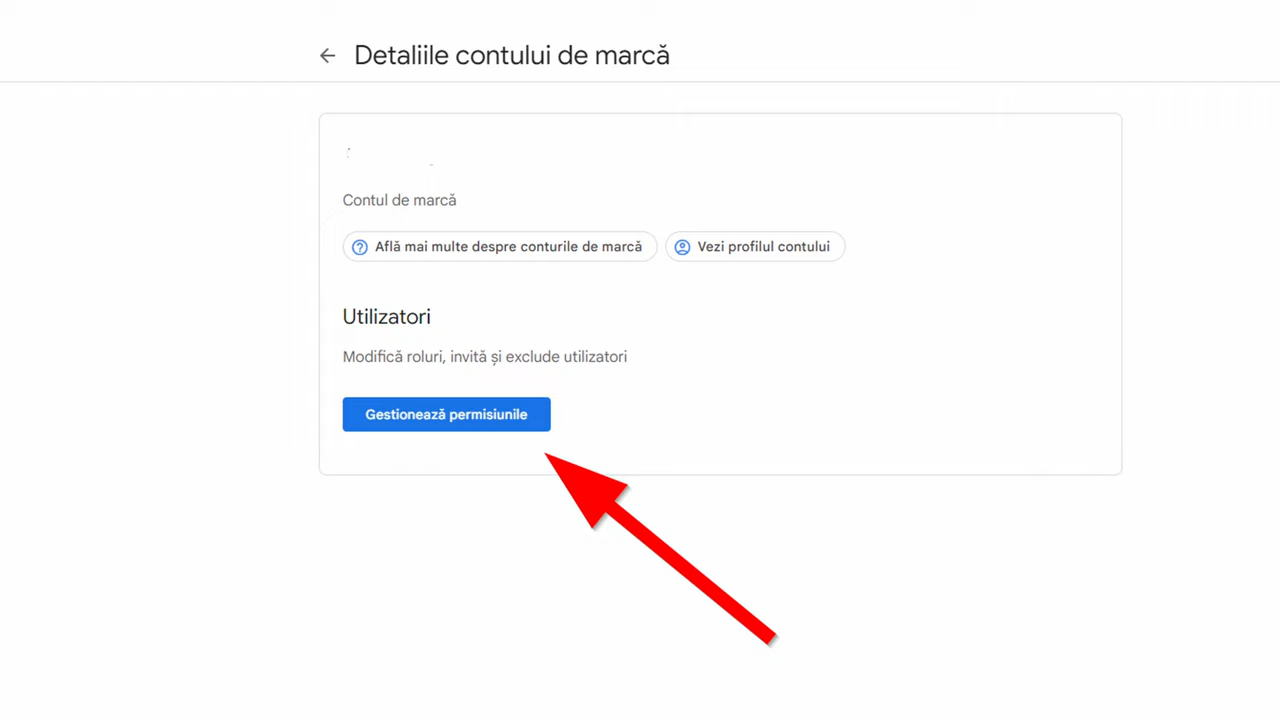 Detaliile contului de marcă
Contul de marcă
Află mai multe despre conturile de marcă
Vezi profilul contului
Utilizatori
Modifică roluri, invită și exclude utilizatori
Gestionează permisiunile